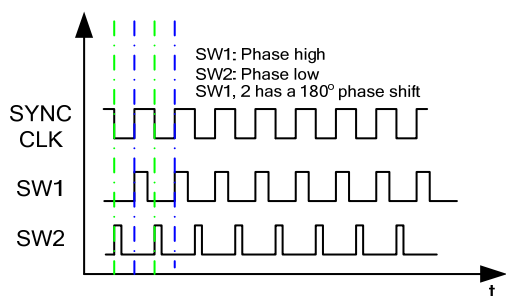 SW1: Phase high
SW2: Phase low
SW1, 2 has a 180° phase shift
SYNC
CLK
SW1
SW2
t